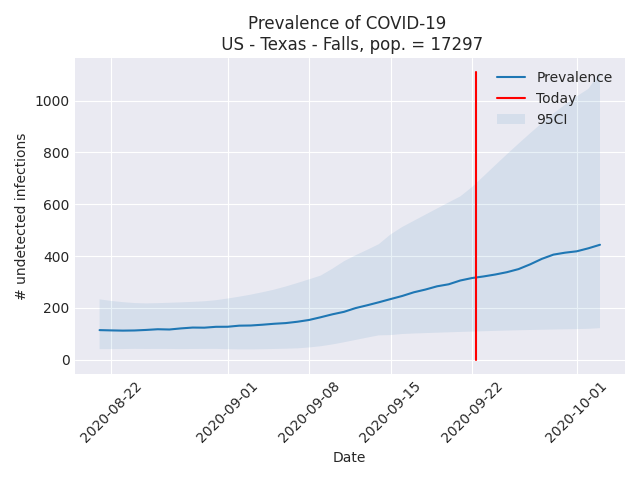 Prevalence of COVID-19
US - Texas - Falls, pop. = 17297
Prevalence
Today
95CI
# undetected infections
1000
800
600
400
200
0
2020-08-22
2020-09-01
2020-09-08
2020-09-15
2020-09-22
2020-10-01
Date